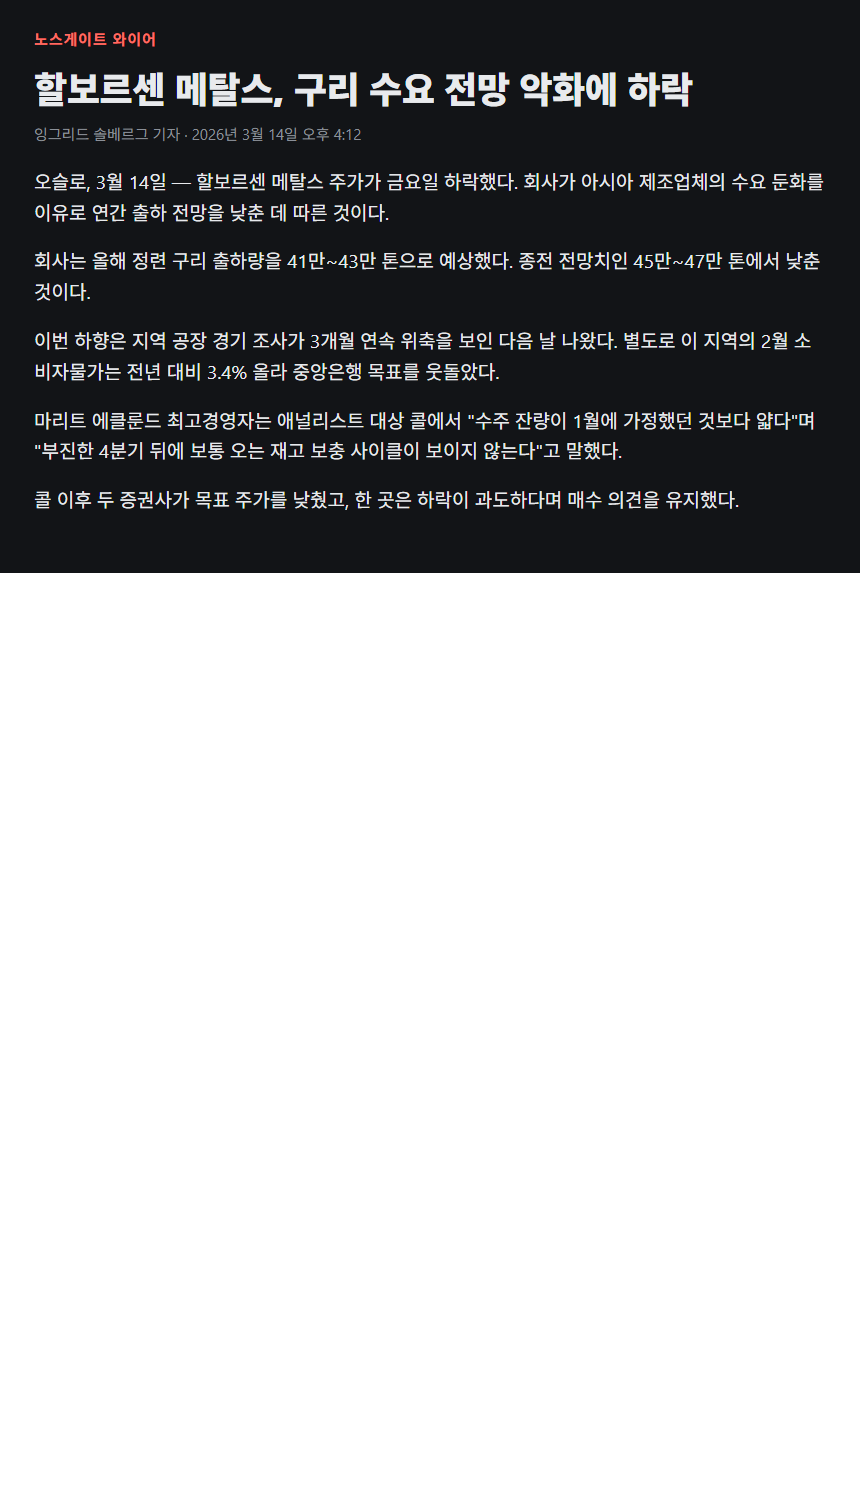 노스게이트 와이어
할보르센 메탈스, 구리 수요 전망 악화에 하락
잉그리드 솔베르그 기자 · 2026년 3월 14일 오후 4:12
오슬로, 3월 14일 — 할보르센 메탈스 주가가 금요일 하락했다. 회사가 아시아 제조업체의 수요 둔화를
이유로 연간 출하 전망을 낮춘 데 따른 것이다.
회사는 올해 정련 구리 출하량을 41만~43만 톤으로 예상했다. 종전 전망치인 45만~47만 톤에서 낮춘
것이다.
이번 하향은 지역 공장 경기 조사가 3개월 연속 위축을 보인 다음 날 나왔다. 별도로 이 지역의 2월 소
비자물가는 전년 대비 3.4% 올라 중앙은행 목표를 웃돌았다.
마리트 에클룬드 최고경영자는 애널리스트 대상 콜에서 "수주 잔량이 1월에 가정했던 것보다 얇다"며
"부진한 4분기 뒤에 보통 오는 재고 보충 사이클이 보이지 않는다"고 말했다.
콜 이후 두 증권사가 목표 주가를 낮췄고, 한 곳은 하락이 과도하다며 매수 의견을 유지했다.